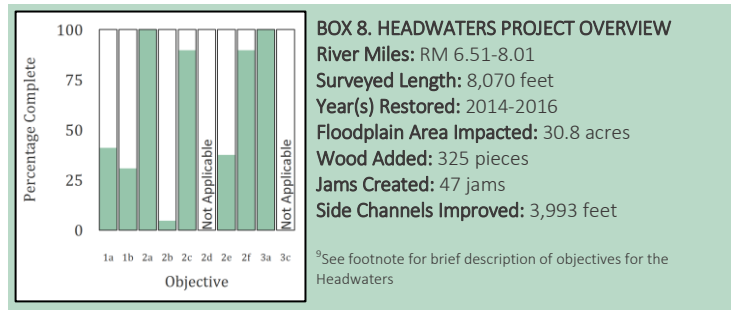 100
75
50
25
0
Percentage Complete
Not Applicable
Not Applicable
1a 1b 2a 2b 2c 2d 2e 2f 3a 3c
Objective
BOX 8. HEADWATERS PROJECT OVERVIEW
River Miles: RM 6.51-8.01
Surveyed Length: 8,070 feet
Year(s) Restored: 2014-2016
Floodplain Area Impacted: 30.8 acres
Wood Added: 325 pieces
Jams Created: 47 jams
Side Channels Improved: 3,993 feet
⁹See footnote for brief description of objectives for the
Headwaters